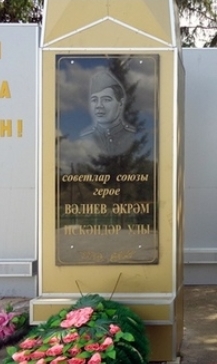 А
Н!
советлар союзы
герое
ВӘЛИЕВ ӘКРӘМ
ИСКӘНДӘР УЛЫ